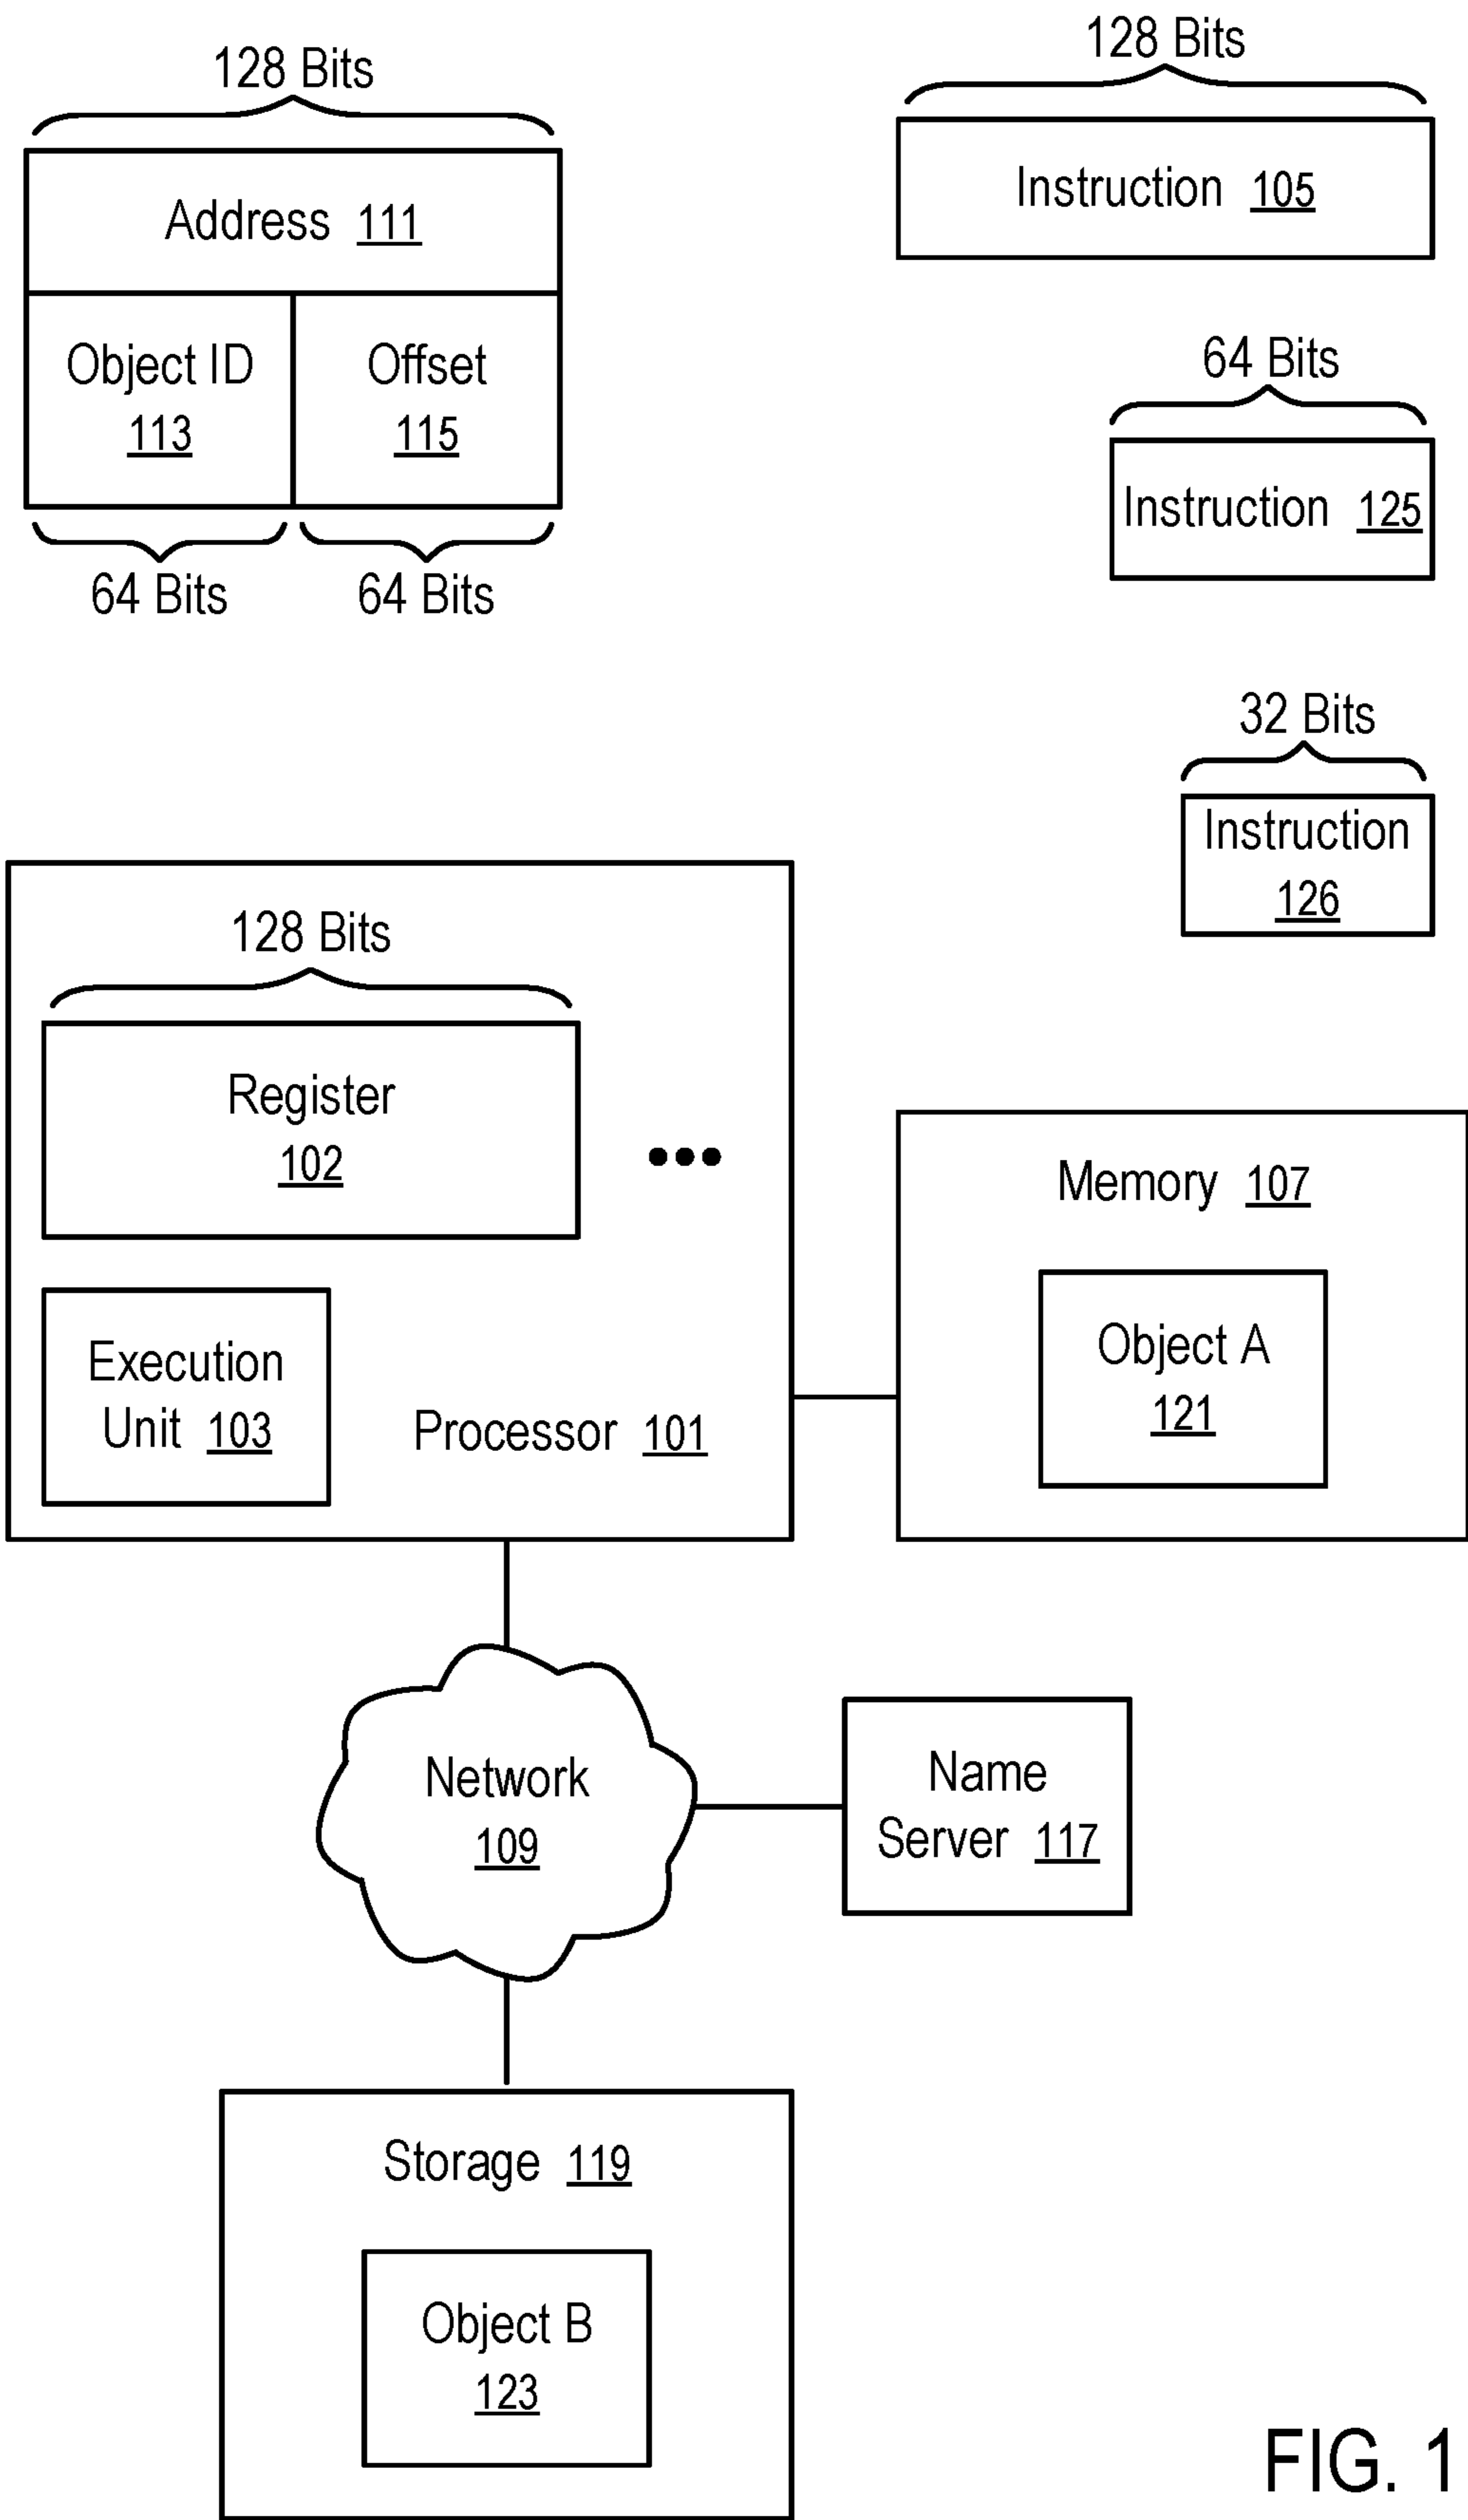 128 Bits
Address 111
Object ID
113
Offset
115
64 Bits
64 Bits
128 Bits
Instruction 105
64 Bits
Instruction 125
32 Bits
Instruction
126
128 Bits
Register
102
•••
Execution
Unit 103
Processor 101
Memory 107
Object A
121
Network
109
Name
Server 117
Storage 119
Object B
123
FIG. 1